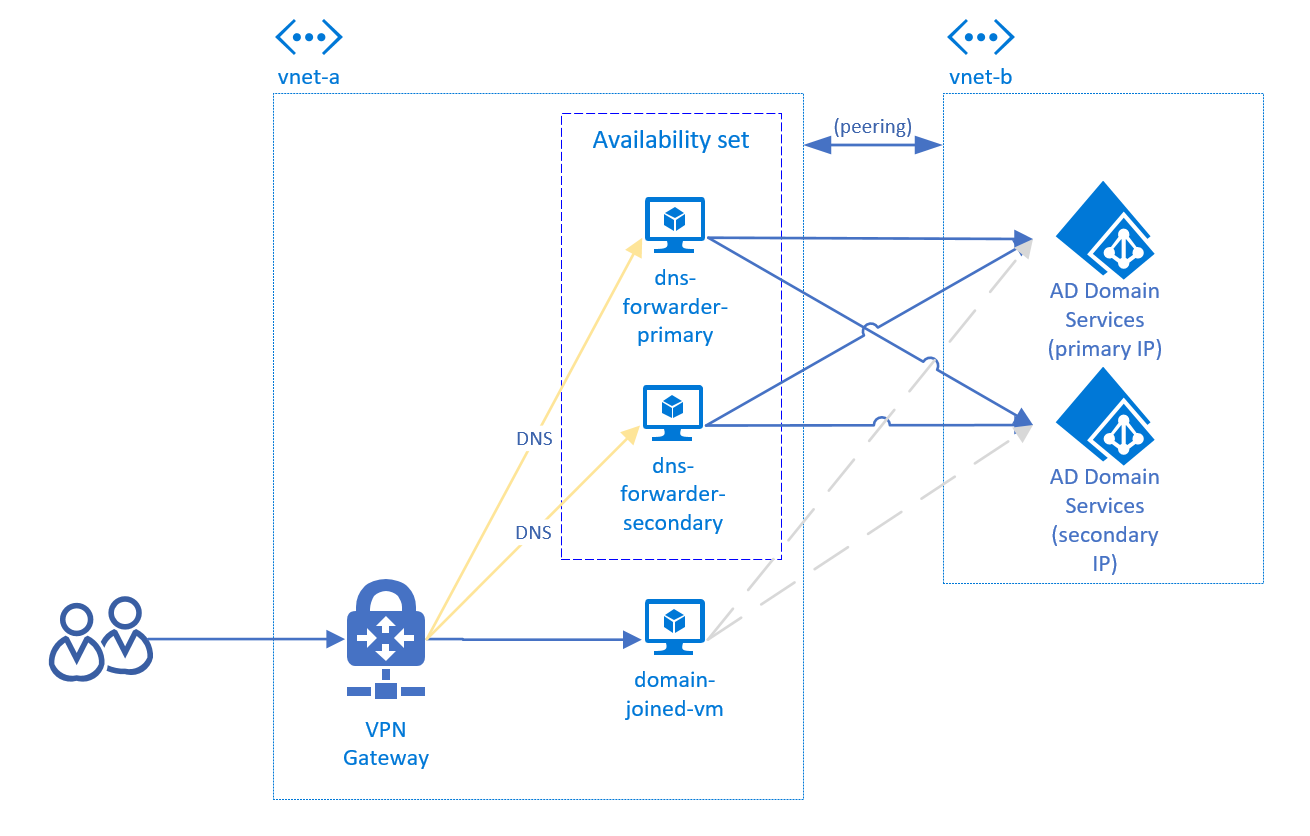 vnet-a
vnet-b
Availability set
(peering)
dns-
forwarder-
primary
AD Domain
Services
(primary IP)
DNS
dns-
forwarder-
secondary
AD Domain
Services
(secondary
IP)
DNS
domain-
joined-vm
VPN
Gateway